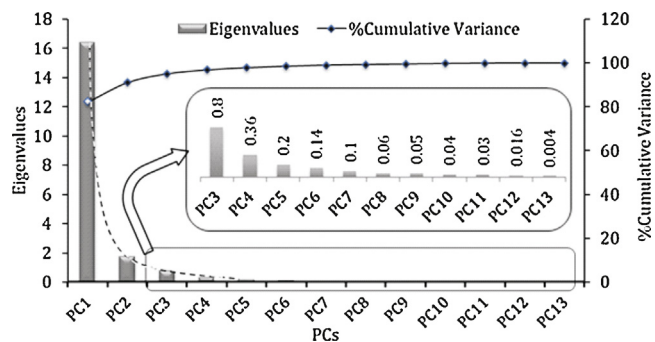 Eigenvalues %Cumulative Variance
18 120
16 100
14
12 80
10
8 60
6 40
4
2 20
0 0
Eigenvalues
%Cumulative Variance
0.8 0.36 0.2 0.14 0.1 0.06 0.05 0.04 0.03 0.016 0.004
PC3 PC4 PC5 PC6 PC7 PC8 PC9 PC10 PC11 PC12 PC13
PC1 PC2 PC3 PC4 PC5 PC6 PC7 PC8 PC9 PC10 PC11 PC12 PC13
PCs